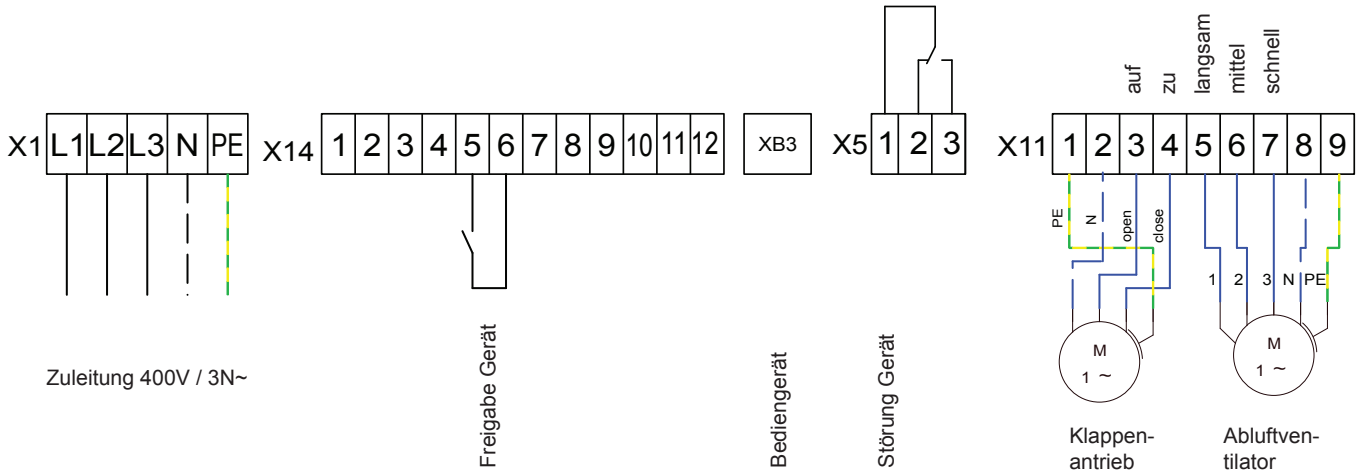 auf
zu
langsam
mittel
schnell
X1 L1 L2 L3 N PE
X14 1 2 3 4 5 6 7 8 9 10 11 12
XB3
X5 1 2 3
X11 1 2 3 4 5 6 7 8 9
PE
N
open
close
1 2 3 N PE
M
1 ~
M
1 ~
Zuleitung 400V / 3N~
Freigabe Gerät
Bediengerät
Störung Gerät
Klappen-
antrieb
Abluftven-
tilator